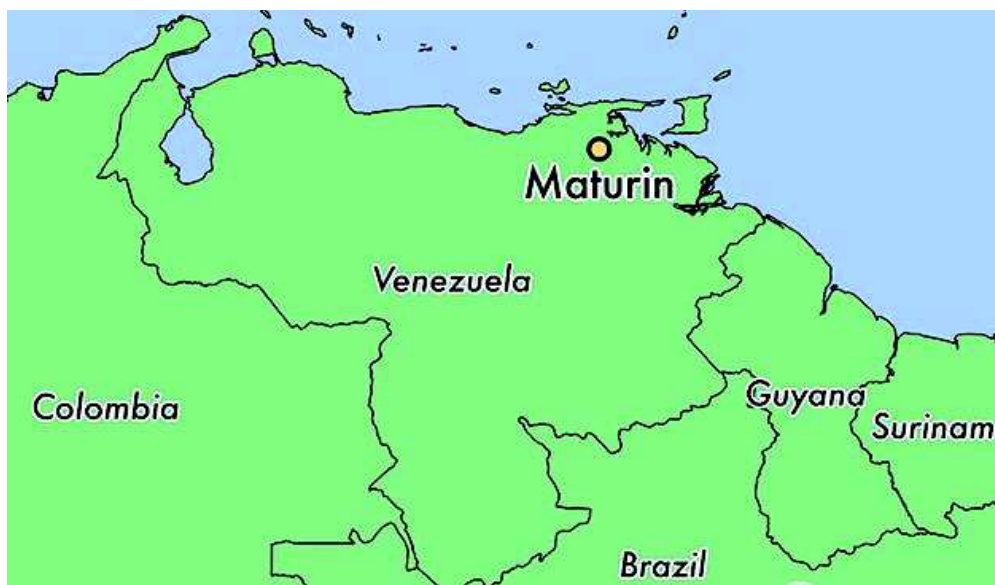 Maturin
Venezuela
Colombia
Guyana
Surinam
Brazil